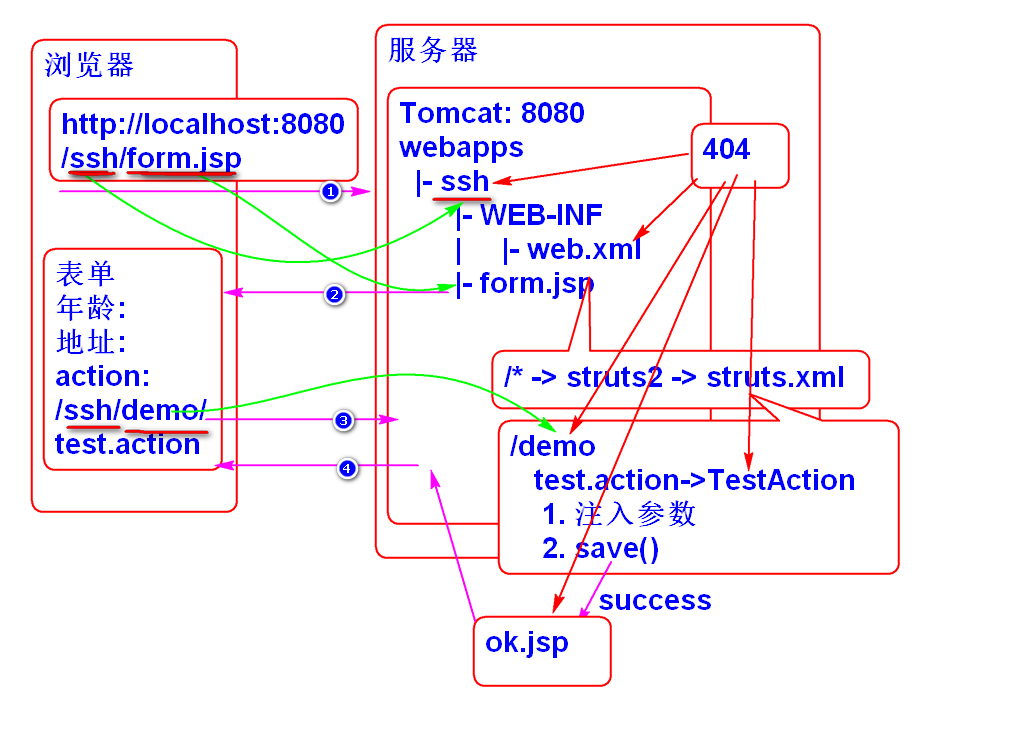 浏览器
http://localhost:8080
/ssh/form.jsp
1
表单
年龄:
地址:
action:
/ssh/demo/
test.action
2
3
4
服务器
Tomcat: 8080
webapps
|- ssh
|- WEB-INF
| |- web.xml
|- form.jsp
404
/* -> struts2 -> struts.xml
/demo
test.action->TestAction
1. 注入参数
2. save()
success
ok.jsp